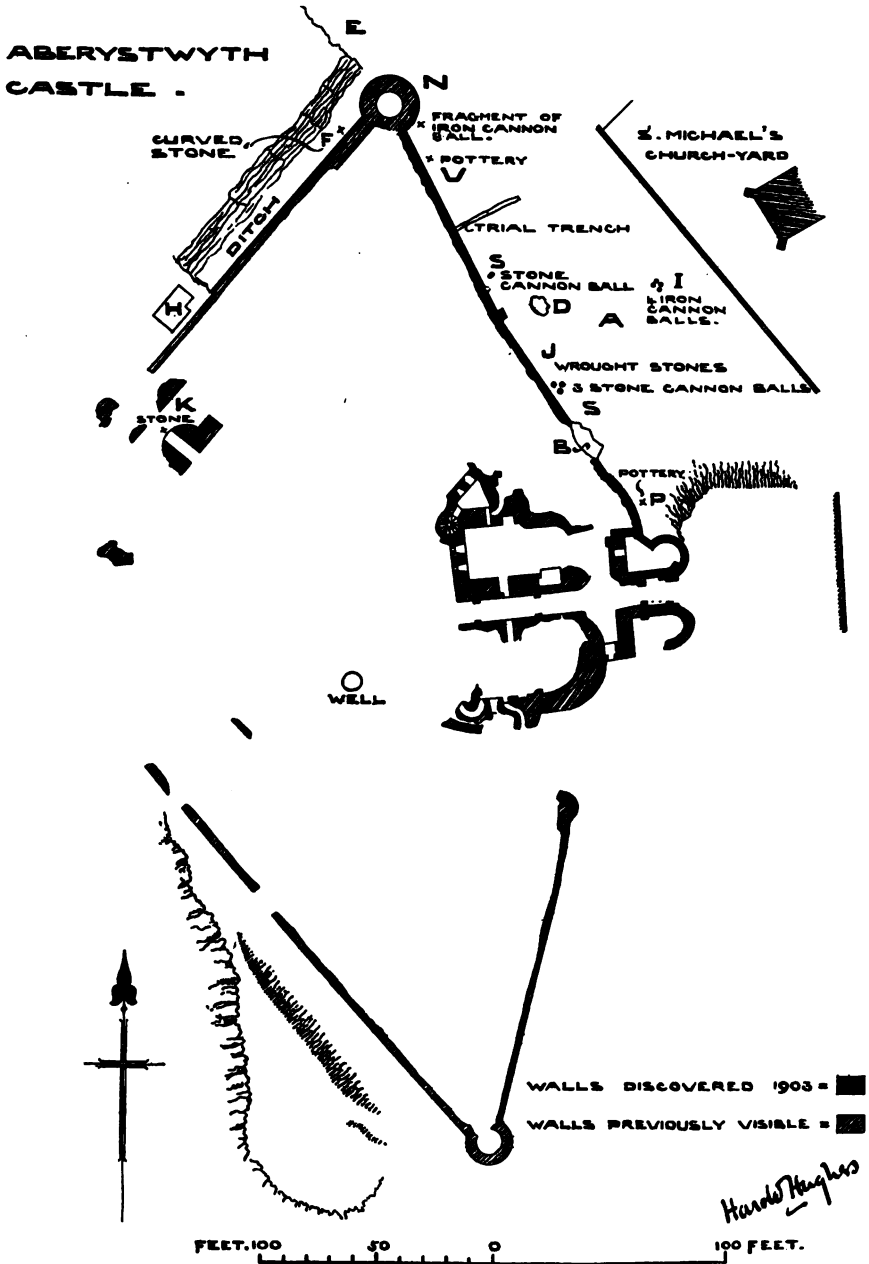 ABERYSTWYTH
CASTLE.
E
N
CURVED
STONE.
F
FRAGMENT OF
IRON CANNON
BALL.
POTTERY
V
S. MICHAEL'S
CHURCH-YARD
DITCH
TRIAL TRENCH
H
S
STONE
CANNON BALL
I
D
A
4 IRON
CANNON
BALLS.
J
WROUGHT STONES
3 STONE CANNON BALLS
S
K
STONE
B
POTTERY
P
WELL
WALLS DISCOVERED 1903 =
WALLS PREVIOUSLY VISIBLE =
Harold Hughes
FEET. 100 50 0 100 FEET.